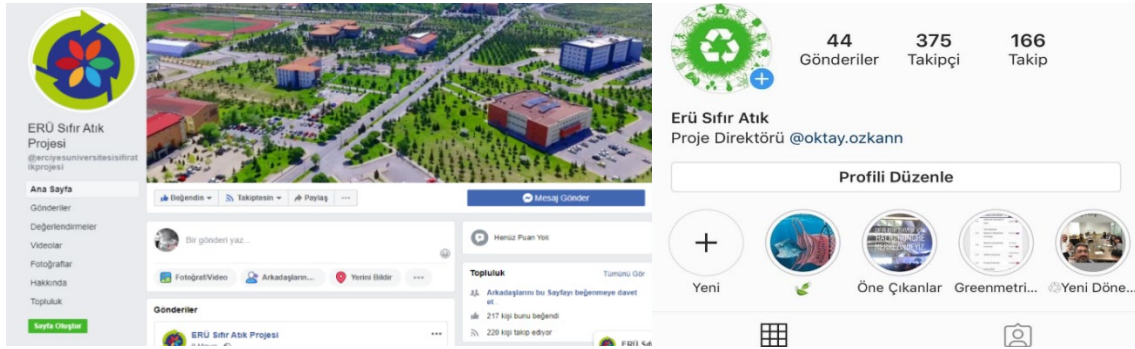 ERÜ Sıfır Atık
Projesi
@erciyesuniversitesisifirat
ikprojesi
Ana Sayfa
Gönderiler
Değerlendirmeler
Videolar
Fotoğraflar
Hakkında
Topluluk
Sayfa Oluştur
Beğendin
Takiptesin
Paylaş
Mesaj Gönder
Bir gönderi yaz...
Fotoğraf/Video
Arkadaşların...
Yerini Bildir
Gönderiler
ERÜ Sıfır Atık Projesi
Henüz Puan Yok
Topluluk
Tümünü Gör
Arkadaşlarını bu Sayfayı beğenmeye davet
et
217 kişi bunu beğendi
220 kişi takip ediyor
44
Gönderiler
375
Takipçi
166
Takip
Erü Sıfır Atık
Proje Direktörü @oktay.ozkann
Profili Düzenle
Yeni
Öne Çıkanlar
Greenmetri...
Yeni Döne...